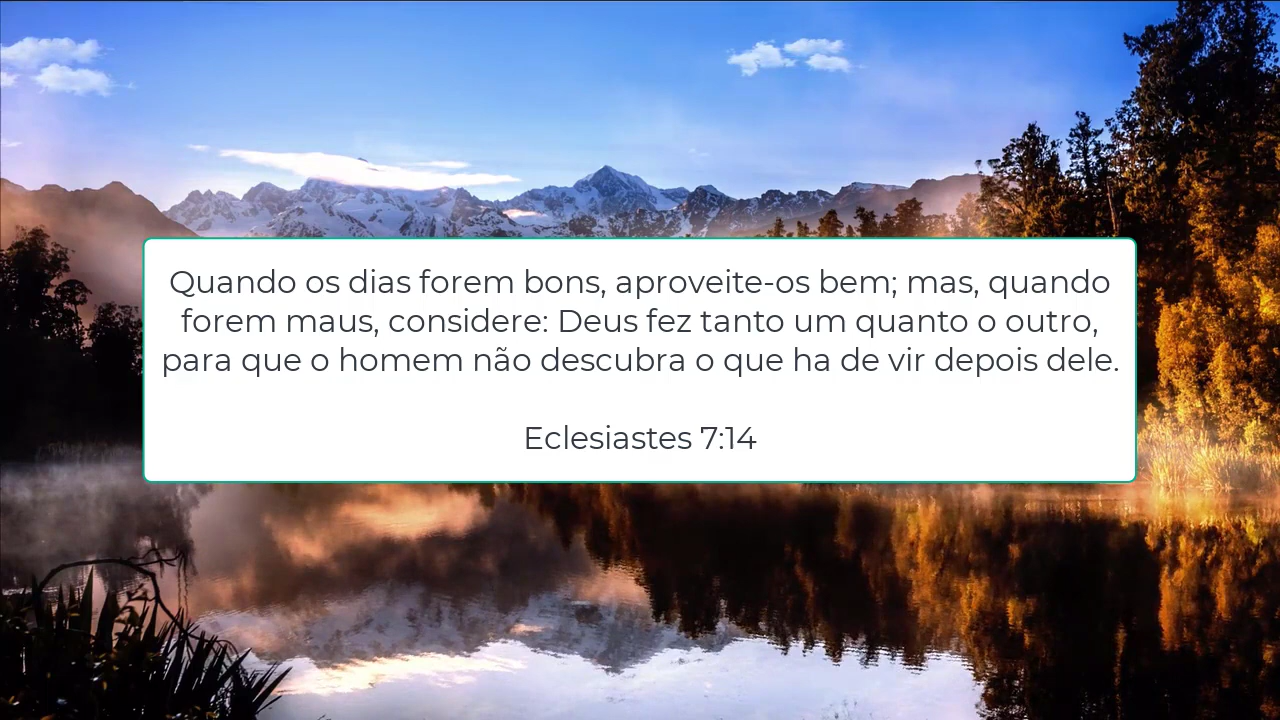 Quando os dias forem bons, aproveite-os bem; mas, quando
forem maus, considere: Deus fez tanto um quanto o outro,
para que o homem não descubra o que ha de vir depois dele.
Eclesiastes 7:14